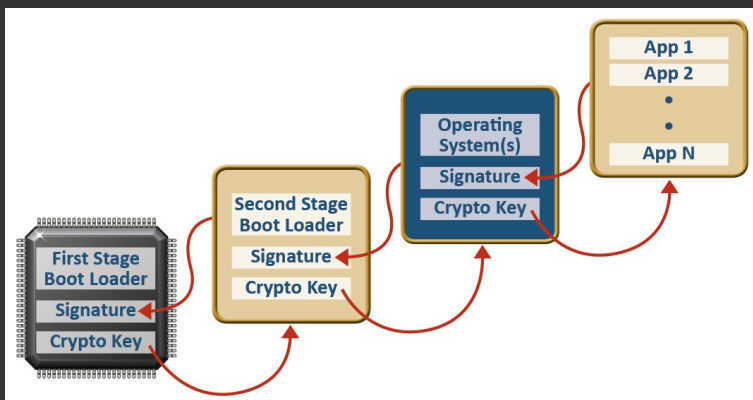 First Stage
Boot Loader
Signature
Crypto Key
Second Stage
Boot Loader
Signature
Crypto Key
Operating
System(s)
Signature
Crypto Key
App 1
App 2
App N